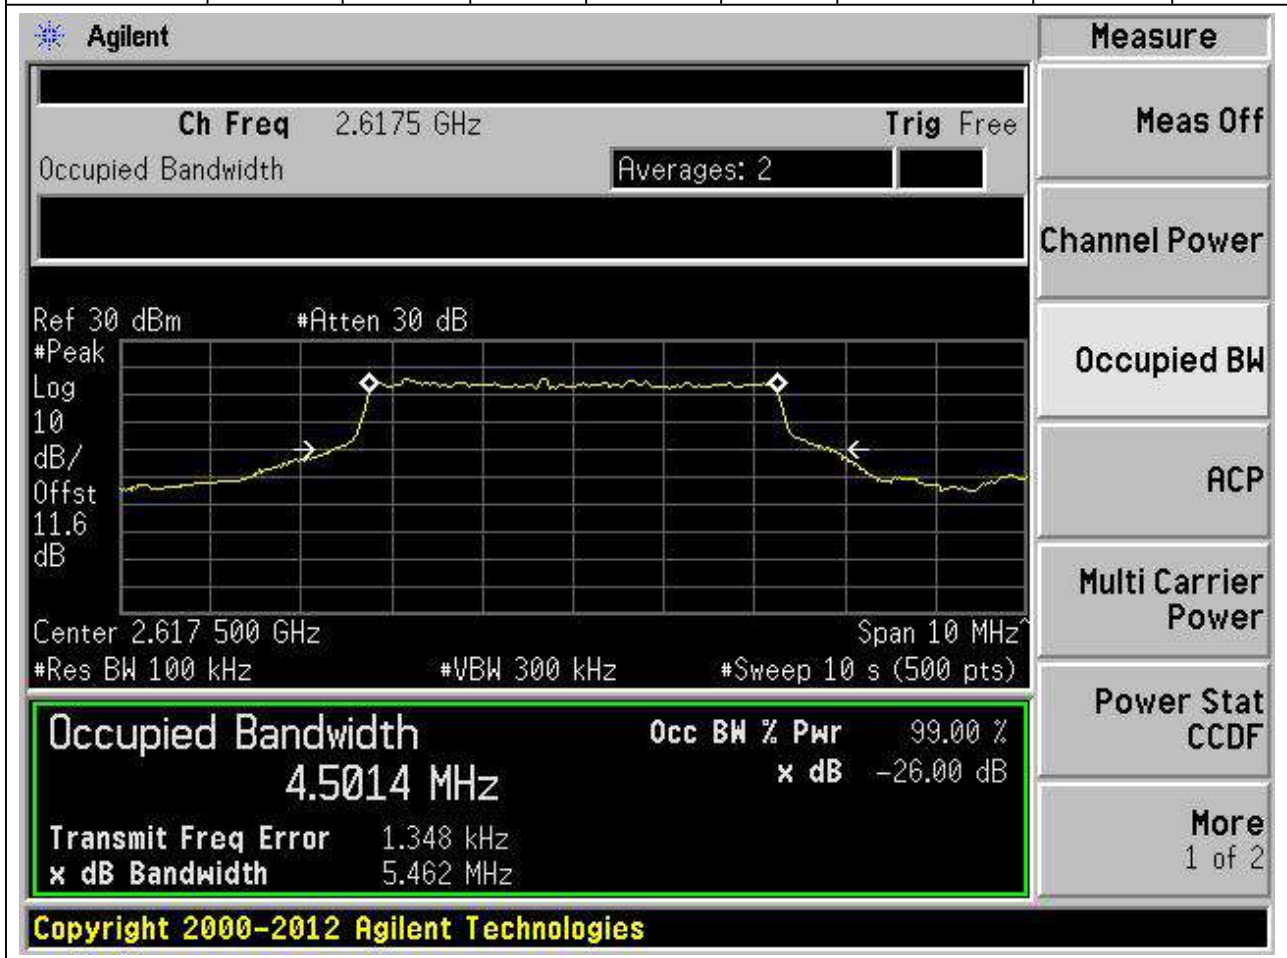 Agilent
Measure
Ch Freq 2.6175 GHz Trig Free
Occupied Bandwidth Averages: 2
Meas Off
Channel Power
Occupied BW
ACP
Multi Carrier
Power
Power Stat
CCDF
More
1 of 2
Ref 30 dBm #Atten 30 dB
#Peak
Log
10
dB/
Offst
11.6
dB
Center 2.617 500 GHz Span 10 MHz^
#Res BW 100 kHz #VBW 300 kHz #Sweep 10 s (500 pts)
Occupied Bandwidth Occ BW % Pwr 99.00 %
4.5014 MHz x dB -26.00 dB
Transmit Freq Error 1.348 kHz
x dB Bandwidth 5.462 MHz
Copyright 2000-2012 Agilent Technologies